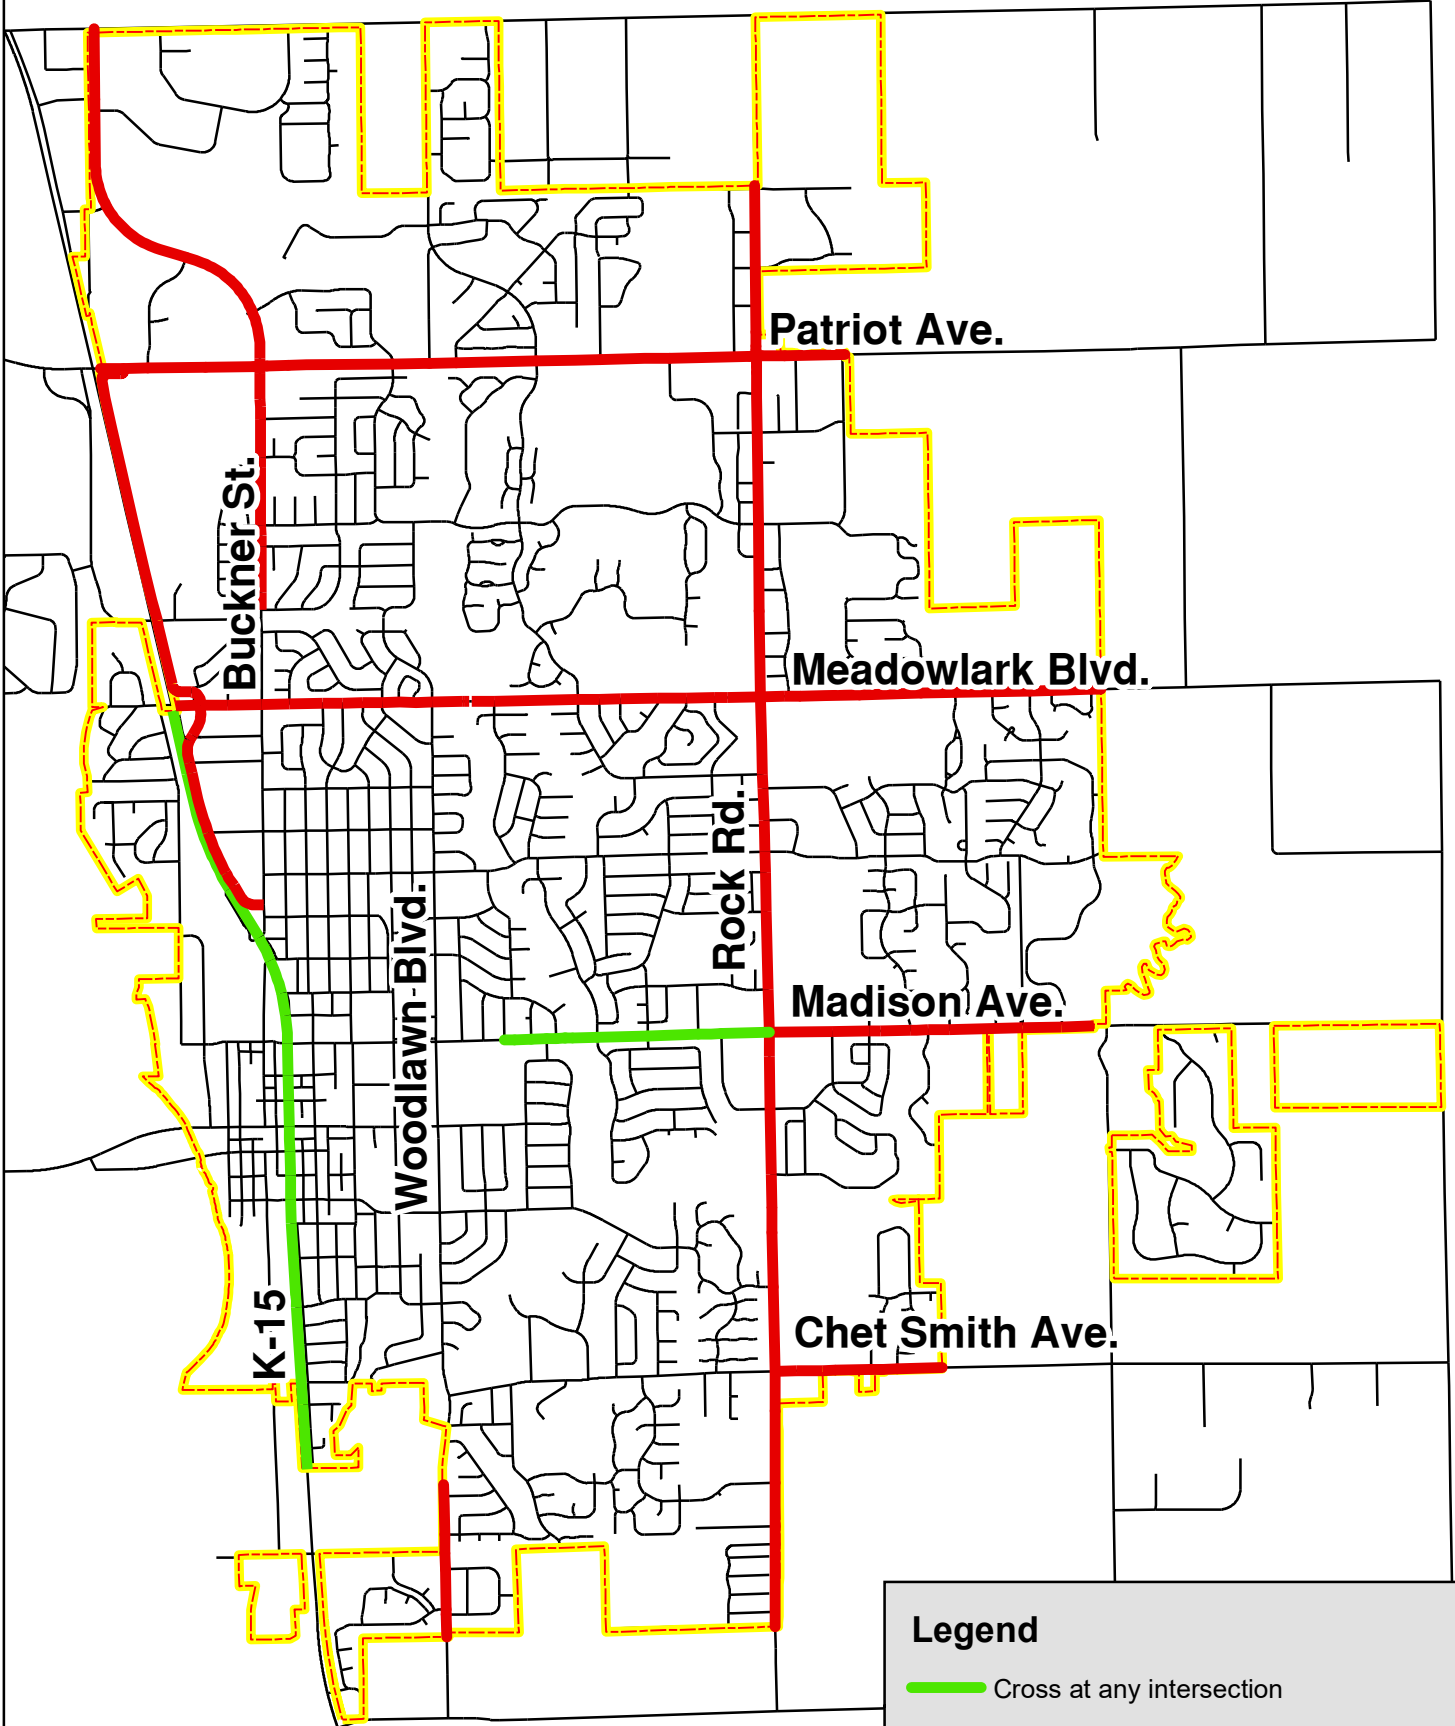 Patriot Ave.
Buckner St.
Meadowlark Blvd.
Rock Rd.
Woodlawn Blvd.
Madison Ave.
K-15
Chet Smith Ave.
Legend
Cross at any intersection